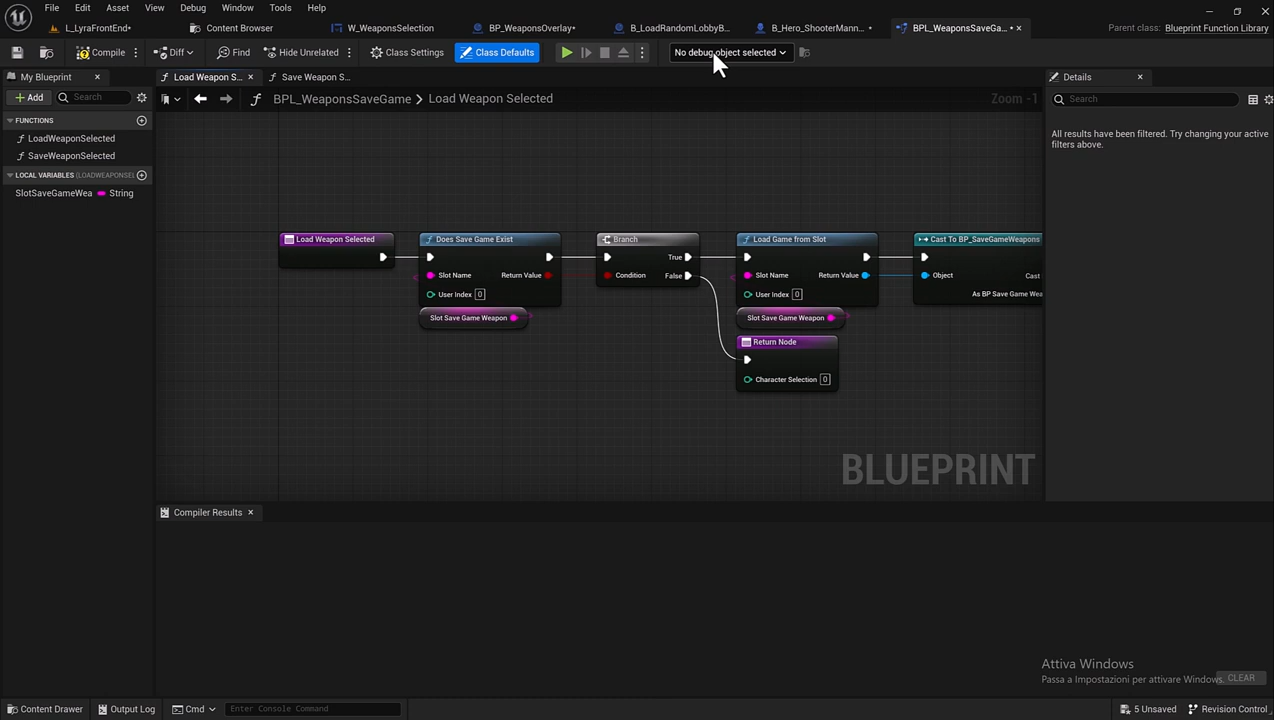 File Edit Asset View Debug Window Tools Help
L_LyraFrontEnd• Content Browser W_WeaponsSelection BP_WeaponsOverlay• B_LoadRandomLobbyB... B_Hero_ShooterMann... • BPL_WeaponsSaveGa... • Parent class: Blueprint Function Library
Compile Diff Find Hide Unrelated Class Settings Class Defaults No debug object selected
My Blueprint Load Weapon S... Save Weapon S... Details
Add Search BPL_WeaponsSaveGame > Load Weapon Selected Zoom -1 Search
FUNCTIONS
LoadWeaponSelected
SaveWeaponSelected
LOCAL VARIABLES (LOADWEAPONSEL
SlotSaveGameWea String
All results have been filtered. Try changing your active
filters above.
Load Weapon Selected
Does Save Game Exist
Slot Name Return Value
User Index 0
Slot Save Game Weapon
Branch
True
Condition False
Load Game from Slot
Slot Name Return Value
User Index 0
Slot Save Game Weapon
Return Node
Character Selection 0
Cast To BP_SaveGameWeapons
Object Cast
As BP Save Game Wea
BLUEPRINT
Compiler Results
Attiva Windows
Passa a Impostazioni per attivare Windows.
CLEAR
Content Drawer Output Log Cmd Enter Console Command 5 Unsaved Revision Control